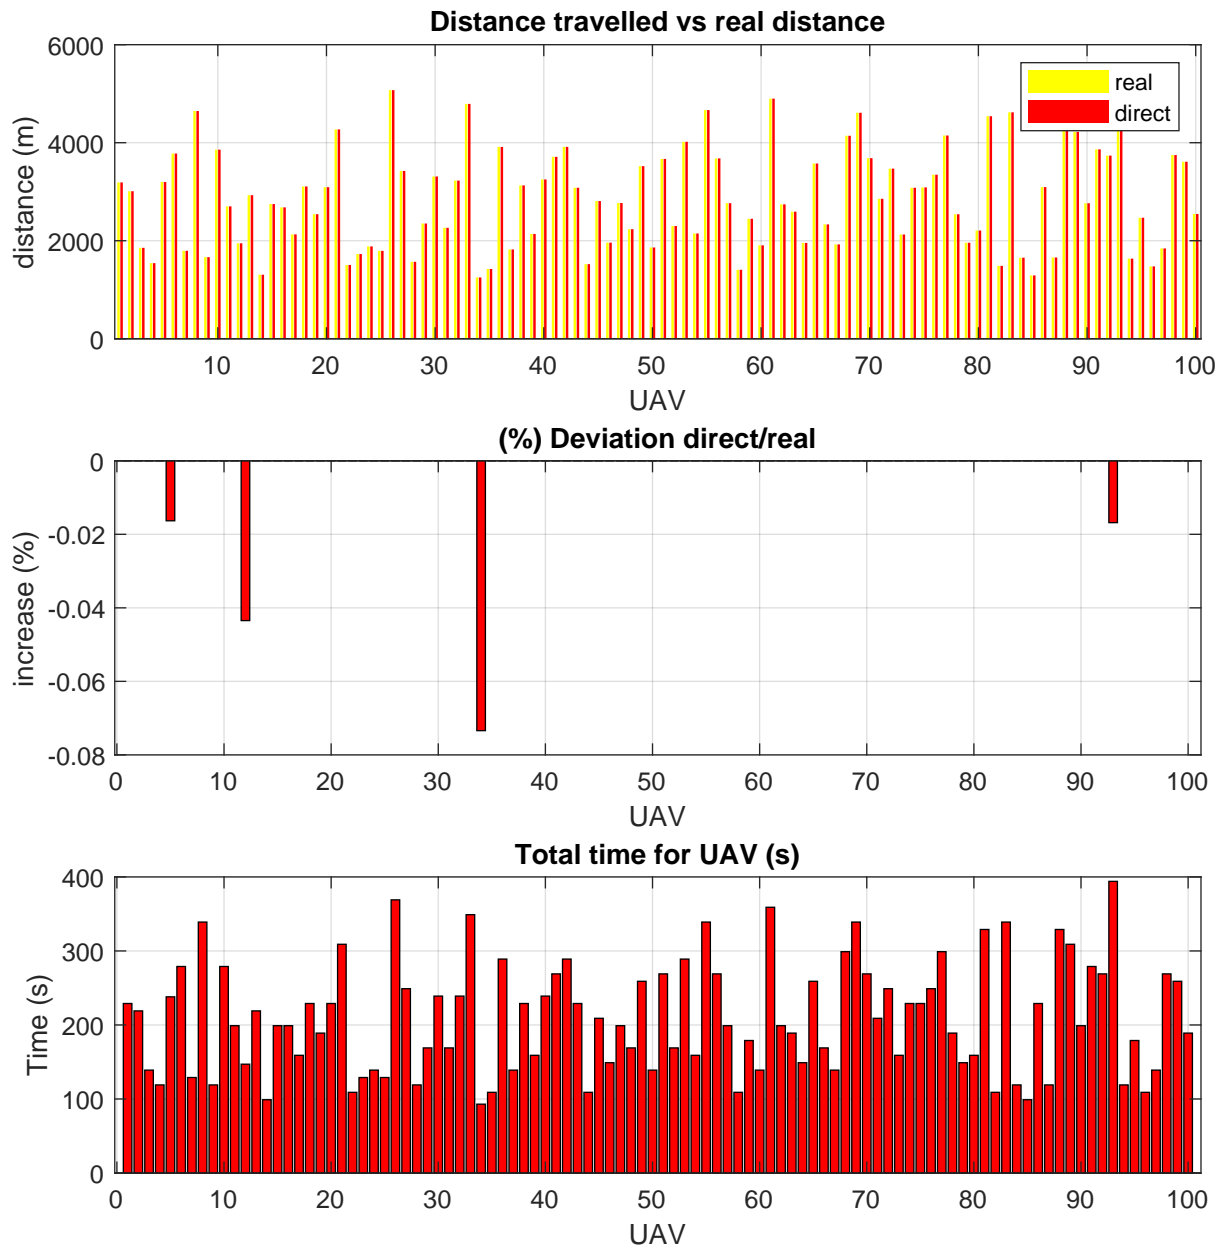 Distance travelled vs real distance
6000
4000
2000
0
distance (m)
real
direct
10 20 30 40 50 60 70 80 90 100
UAV
(%) Deviation direct/real
0
-0.02
-0.04
-0.06
-0.08
increase (%)
0 10 20 30 40 50 60 70 80 90 100
UAV
Total time for UAV (s)
400
300
200
100
0
Time (s)
0 10 20 30 40 50 60 70 80 90 100
UAV